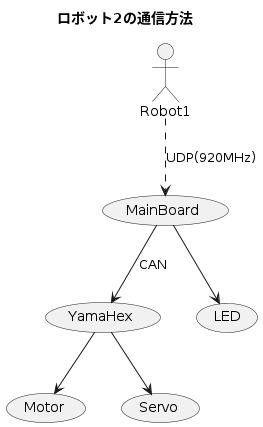 ロボット2の通信方法
Robot1
UDP(920MHz)
MainBoard
CAN
YamaHex
LED
Motor
Servo